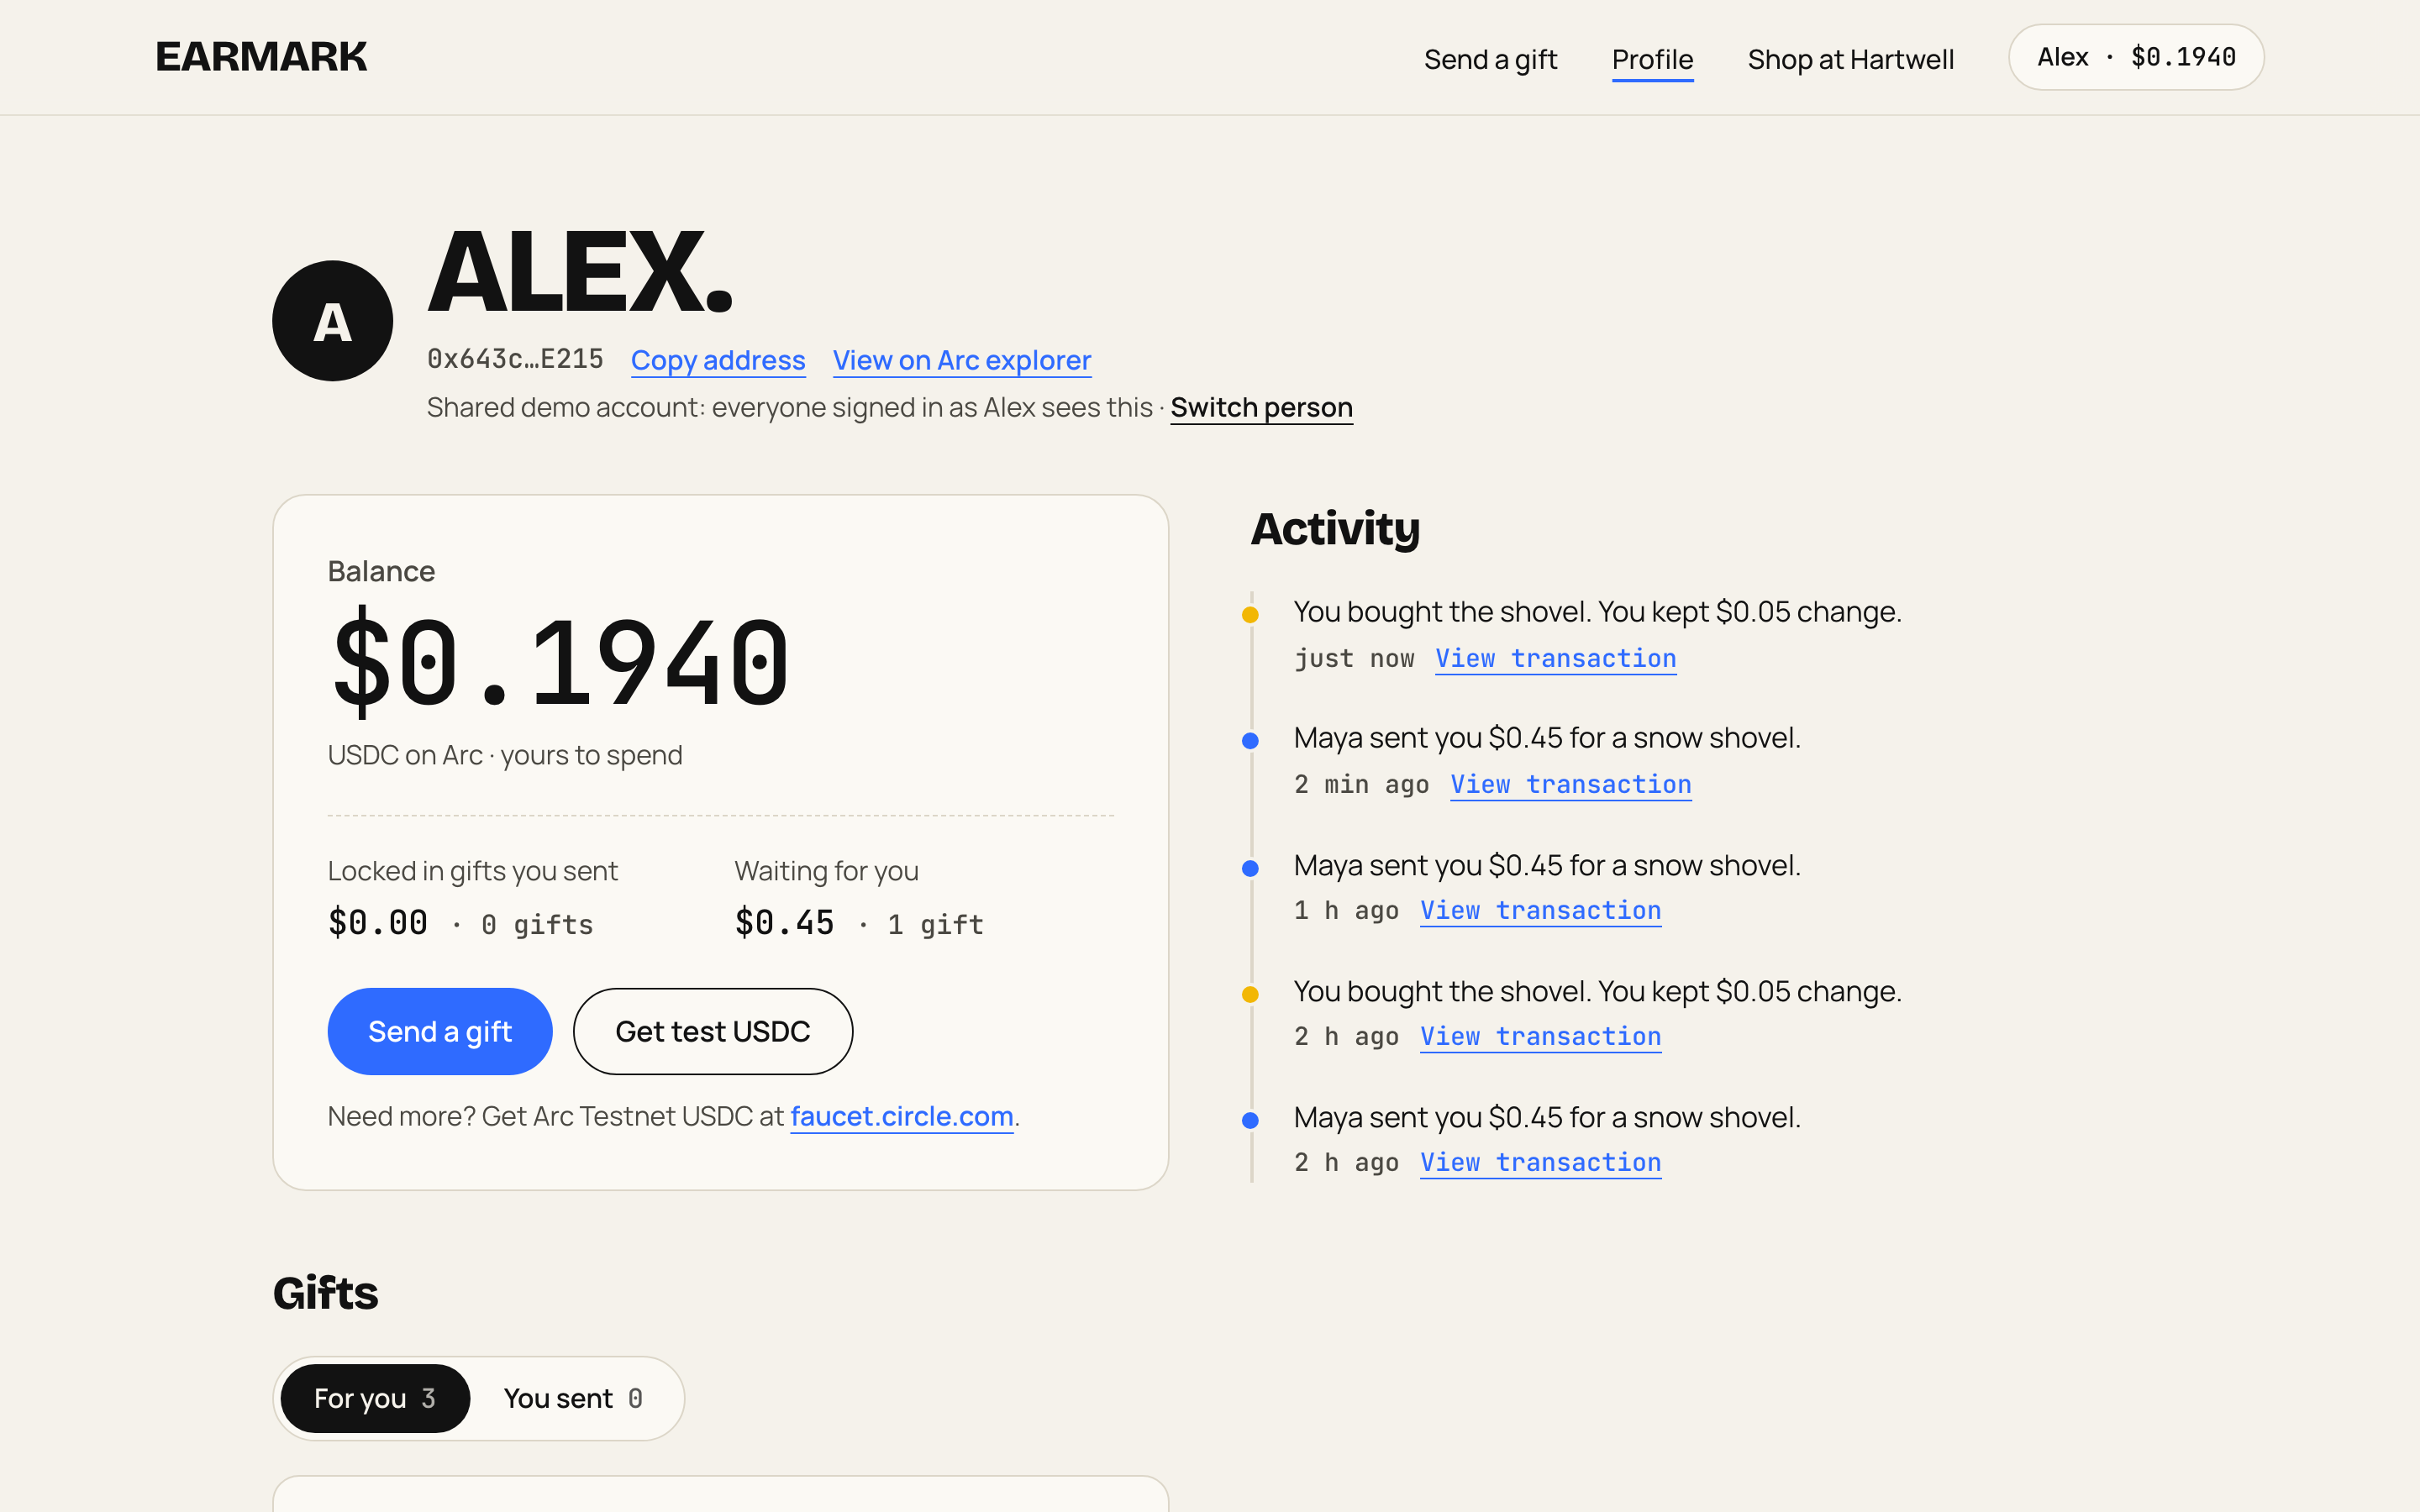 EARMARK
Send a gift
Profile
Shop at Hartwell
Alex · $0.1940
A
ALEX.
0x643c…E215 Copy address View on Arc explorer
Shared demo account: everyone signed in as Alex sees this · Switch person
Balance
$0.1940
USDC on Arc · yours to spend
Locked in gifts you sent
$0.00 · 0 gifts
Waiting for you
$0.45 · 1 gift
Send a gift
Get test USDC
Need more? Get Arc Testnet USDC at faucet.circle.com.
Activity
You bought the shovel. You kept $0.05 change.
just now View transaction
Maya sent you $0.45 for a snow shovel.
2 min ago View transaction
Maya sent you $0.45 for a snow shovel.
1 h ago View transaction
You bought the shovel. You kept $0.05 change.
2 h ago View transaction
Maya sent you $0.45 for a snow shovel.
2 h ago View transaction
Gifts
For you 3
You sent 0